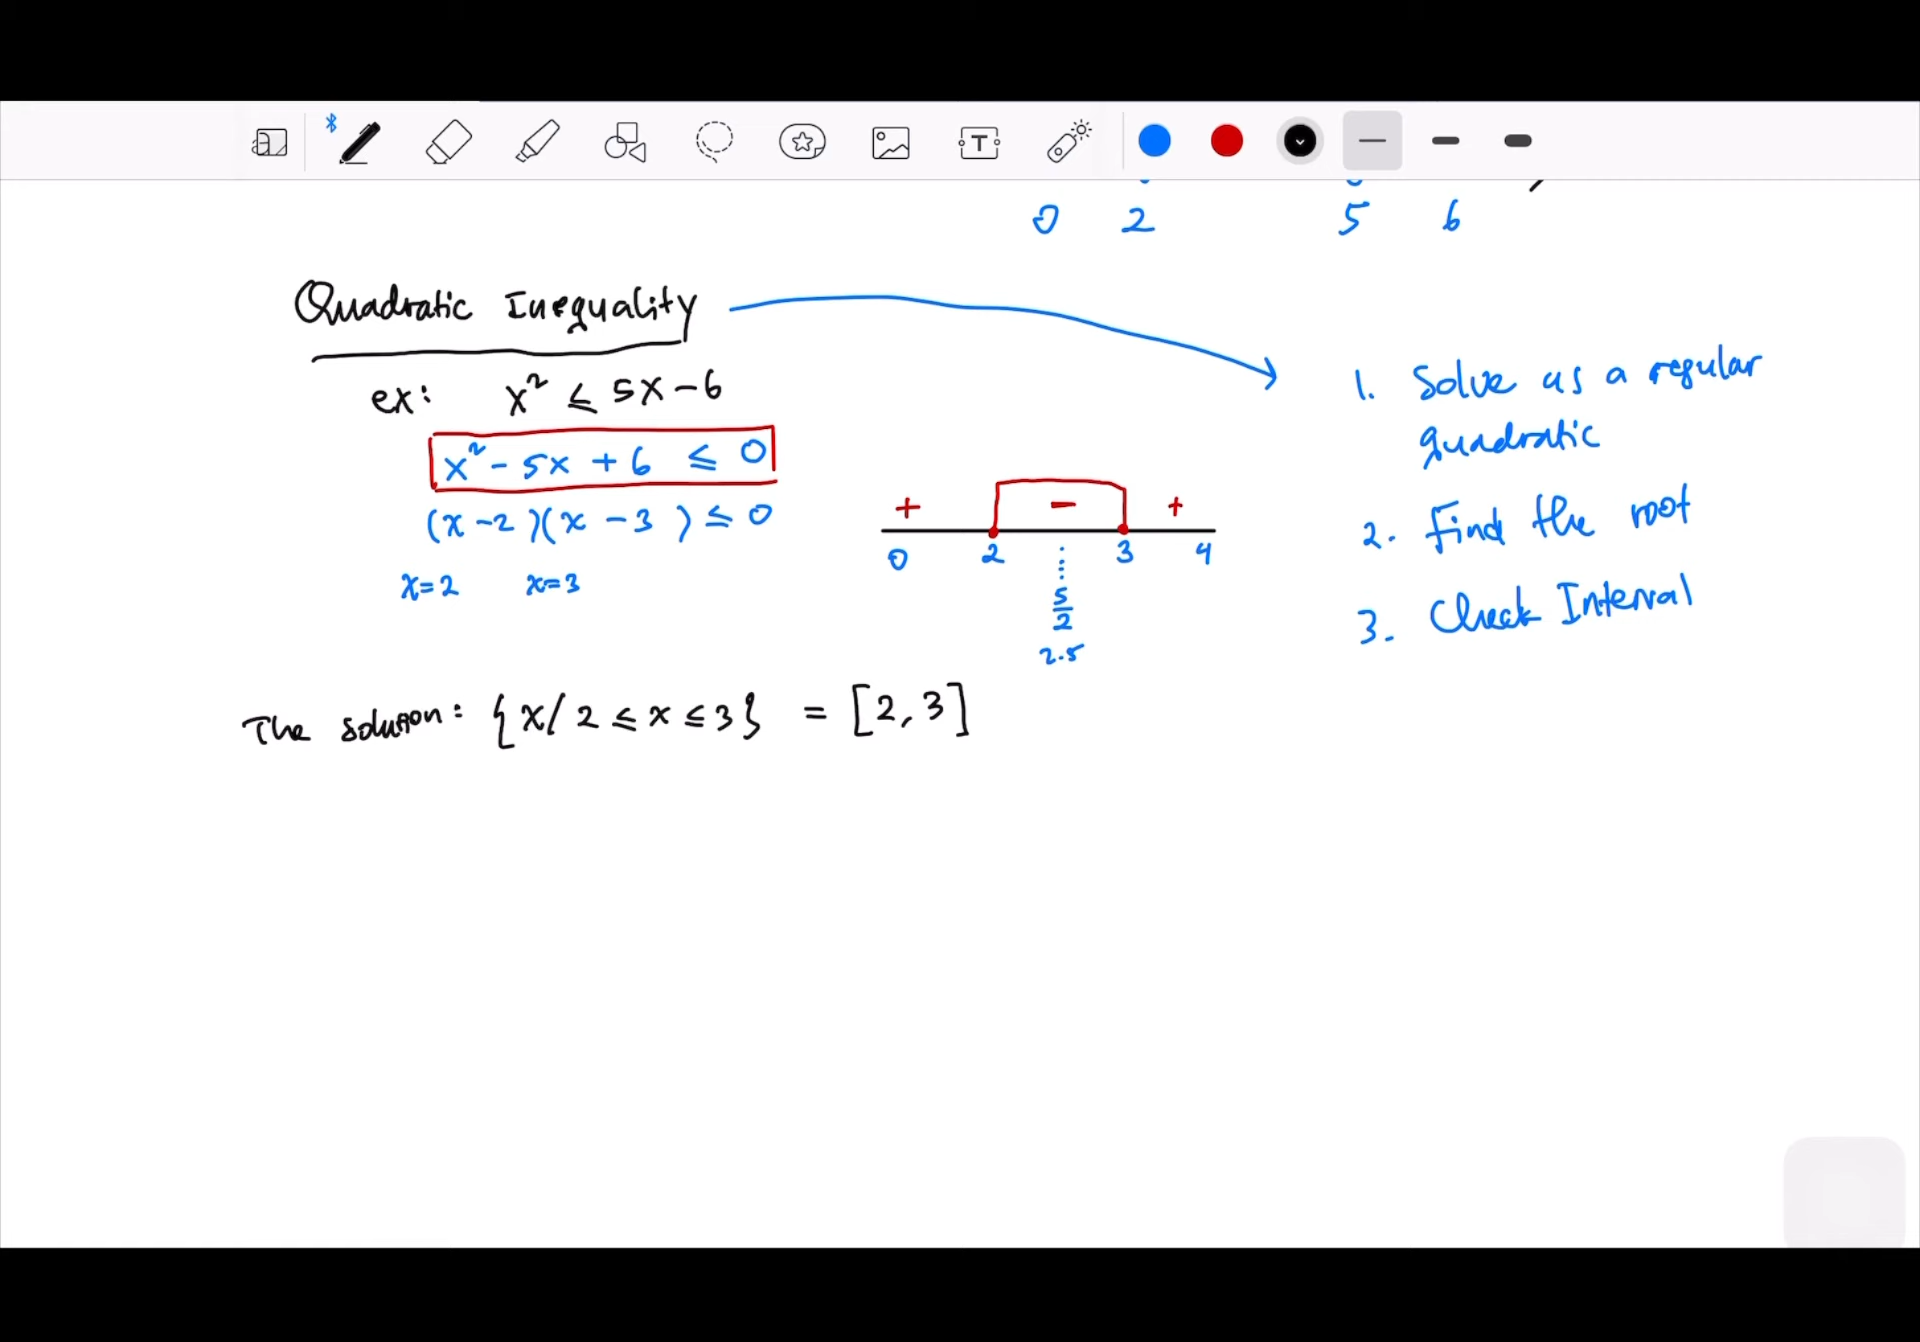 0 2 5 6
Quadratic Inequality
ex: x² ≤ 5x - 6
x² - 5x + 6 ≤ 0
(x - 2)(x - 3) ≤ 0
x = 2 x = 3
+ - +
0 2 3 4
5/2
2.5
1. Solve as a regular
quadratic
2. Find the root
3. Check Interval
The solution: {x/ 2 ≤ x ≤ 3} = [2, 3]